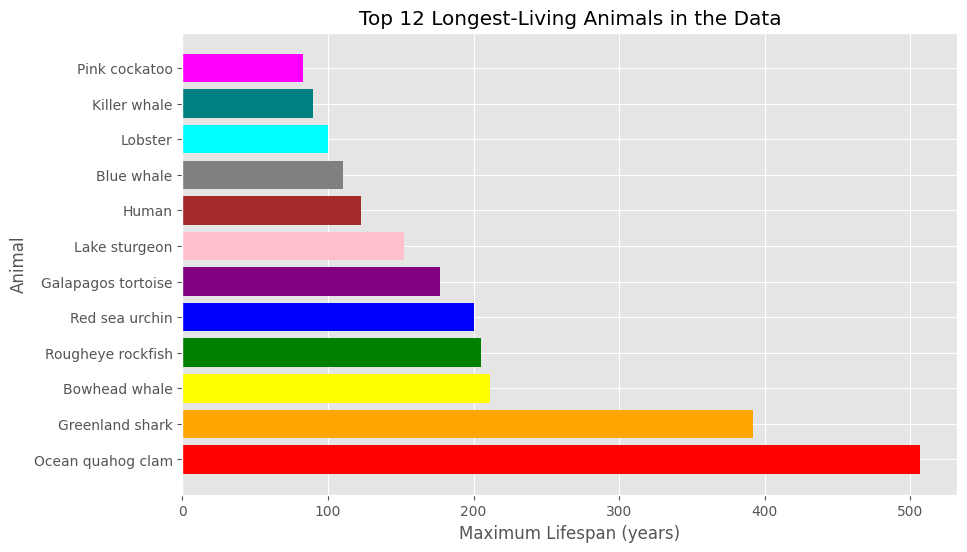 Top 12 Longest-Living Animals in the Data
Animal
Pink cockatoo
Killer whale
Lobster
Blue whale
Human
Lake sturgeon
Galapagos tortoise
Red sea urchin
Rougheye rockfish
Bowhead whale
Greenland shark
Ocean quahog clam
0 100 200 300 400 500
Maximum Lifespan (years)